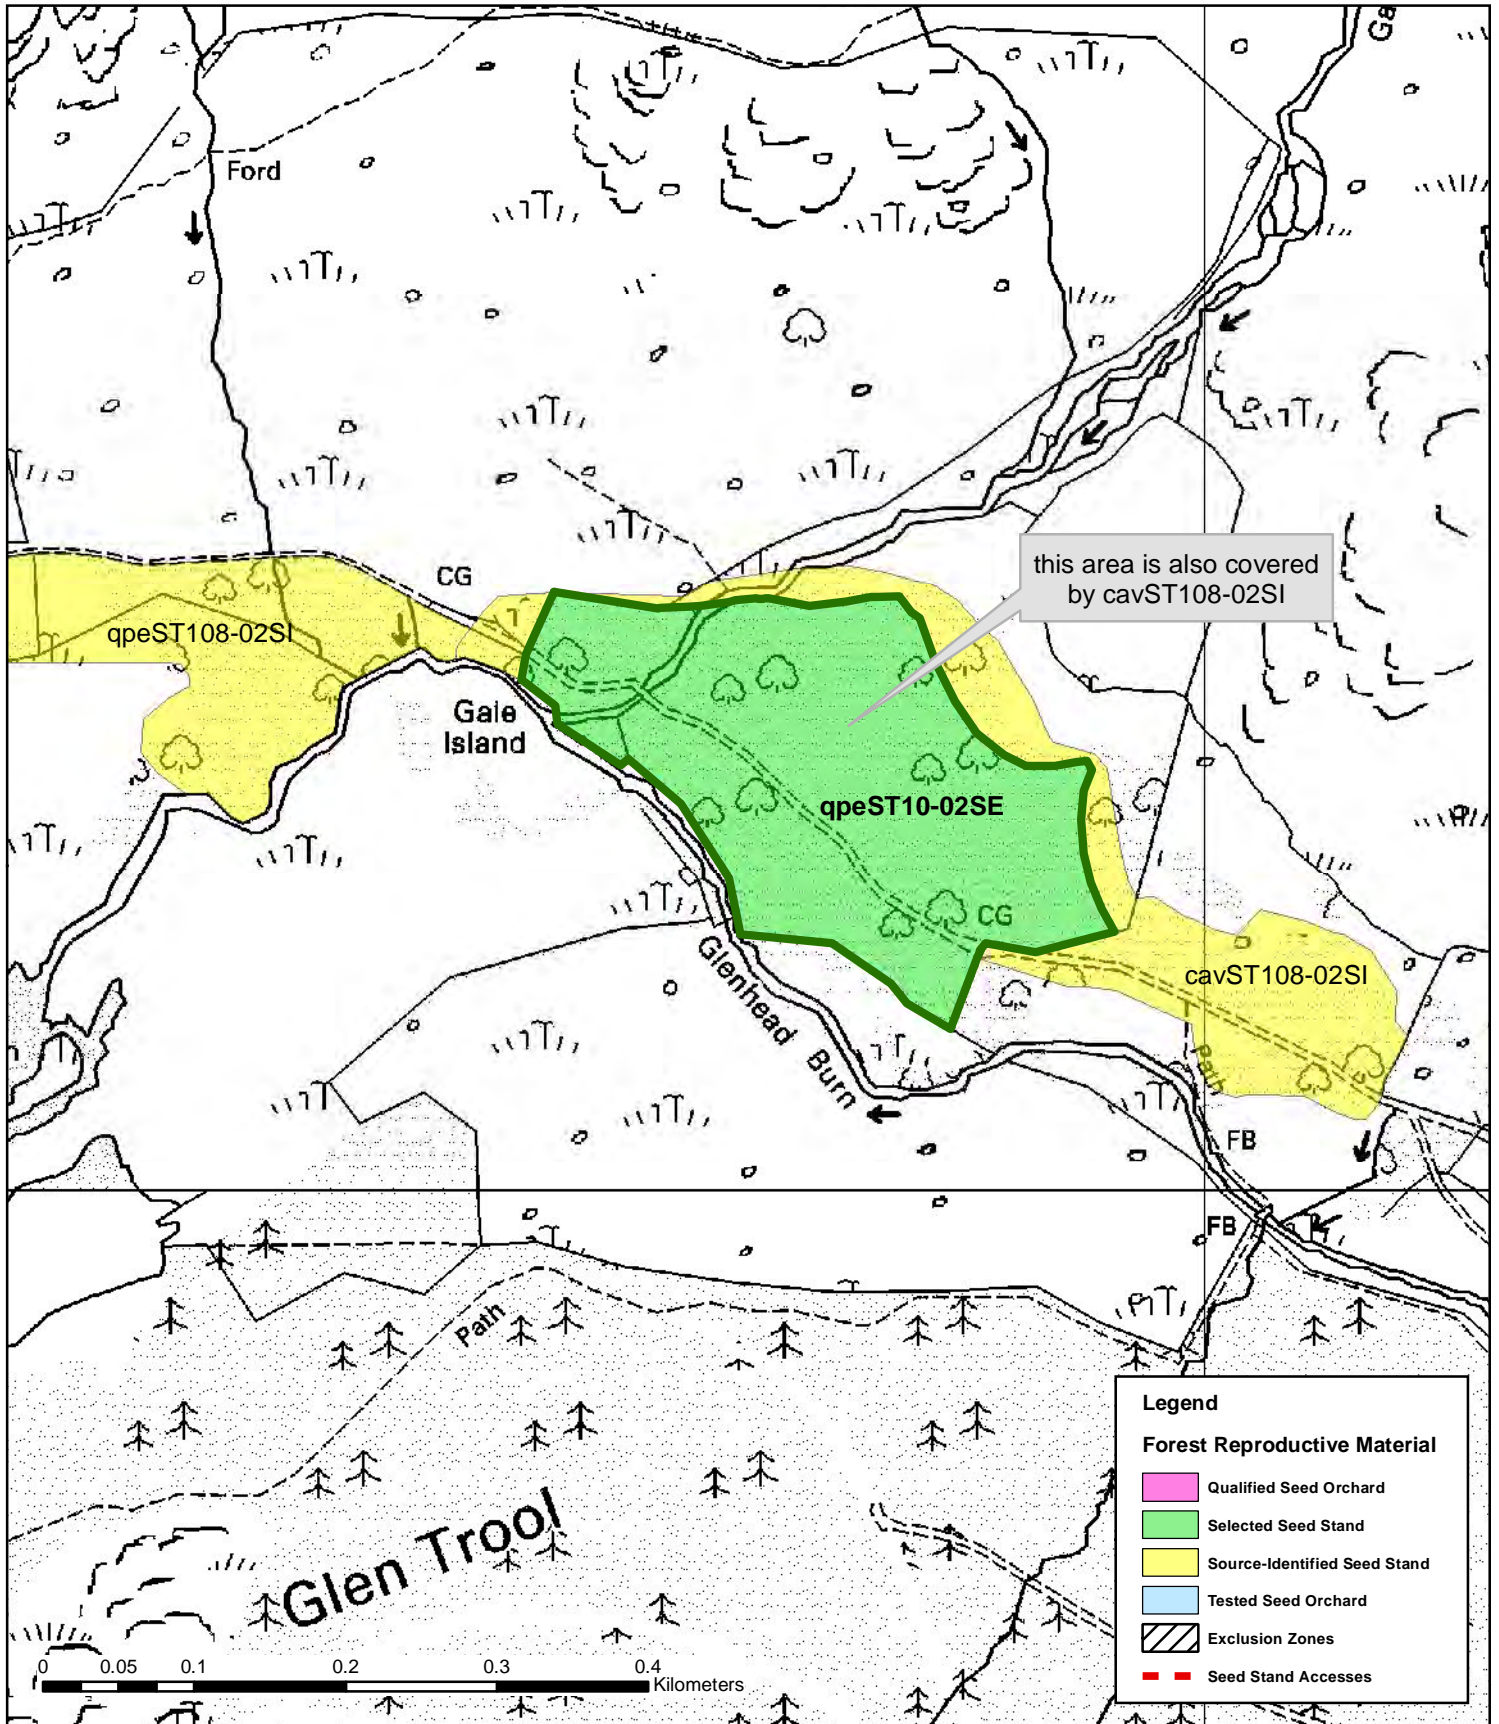 Ga
Ford
this area is also covered
by cavST108-02SI
CG
qpeST108-02SI
Gale
Island
qpeST10-02SE
CG
cavST108-02SI
Glenhead Burn
Path
FB
FB
Path
Glen Trool
Legend
Forest Reproductive Material
Qualified Seed Orchard
Selected Seed Stand
Source-Identified Seed Stand
Tested Seed Orchard
Exclusion Zones
Seed Stand Accesses
0 0.05 0.1 0.2 0.3 0.4
Kilometers